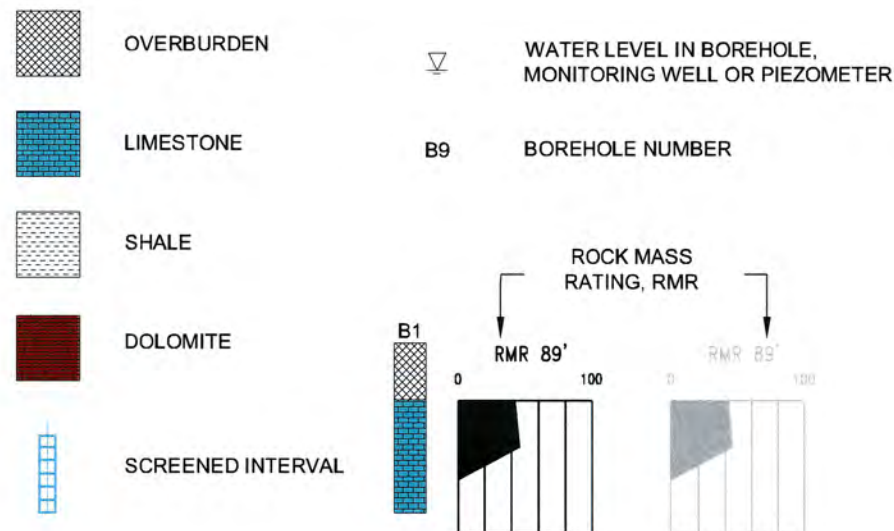 OVERBURDEN
LIMESTONE
SHALE
DOLOMITE
SCREENED INTERVAL
WATER LEVEL IN BOREHOLE,
MONITORING WELL OR PIEZOMETER
B9 BOREHOLE NUMBER
ROCK MASS
RATING, RMR
B1
RMR 89'
0 100
RMR 89'
0 100